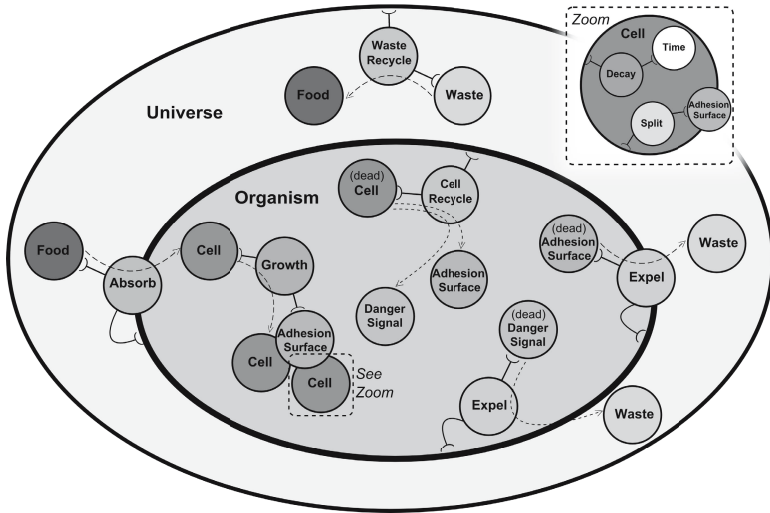 Zoom
Cell
Time
Decay
Split
Adhesion
Surface
Waste
Recycle
Food
Waste
Universe
Organism
(dead)
Cell
Cell
Recycle
Food
Absorb
Cell
Growth
Adhesion
Surface
Danger
Signal
(dead)
Adhesion
Surface
Expel
Waste
Adhesion
Surface
Cell
Cell
See
Zoom
(dead)
Danger
Signal
Expel
Waste